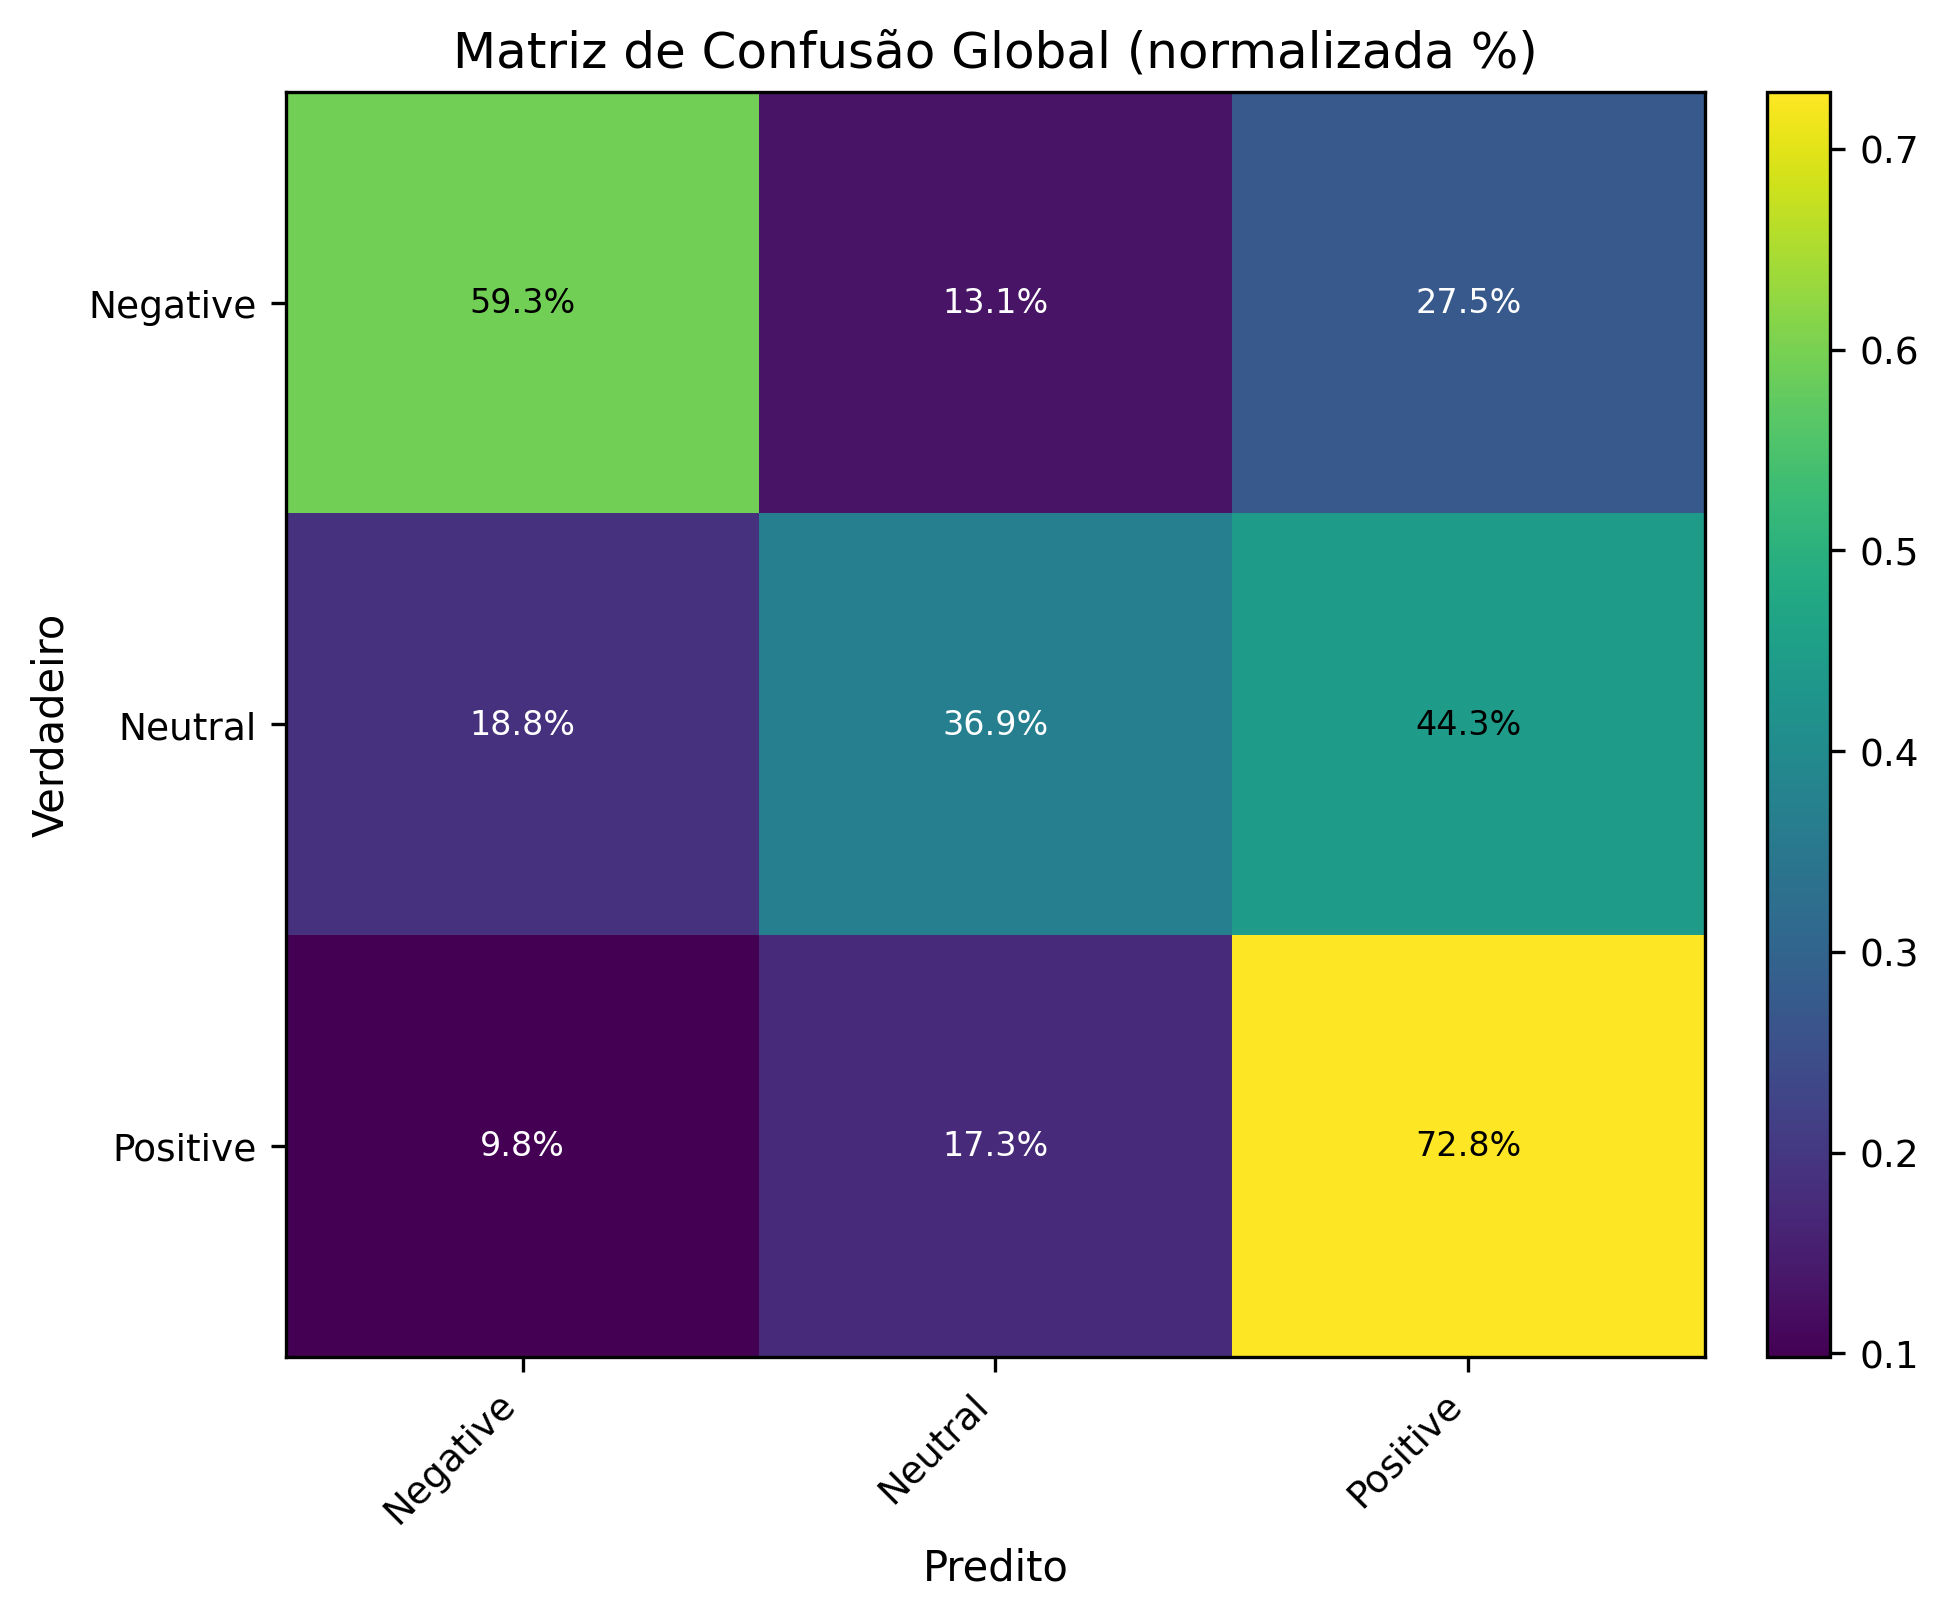 Matriz de Confusão Global (normalizada %)
Verdadeiro
Negative
59.3%
13.1%
27.5%
Neutral
18.8%
36.9%
44.3%
Positive
9.8%
17.3%
72.8%
Negative
Neutral
Positive
Predito
0.7
0.6
0.5
0.4
0.3
0.2
0.1